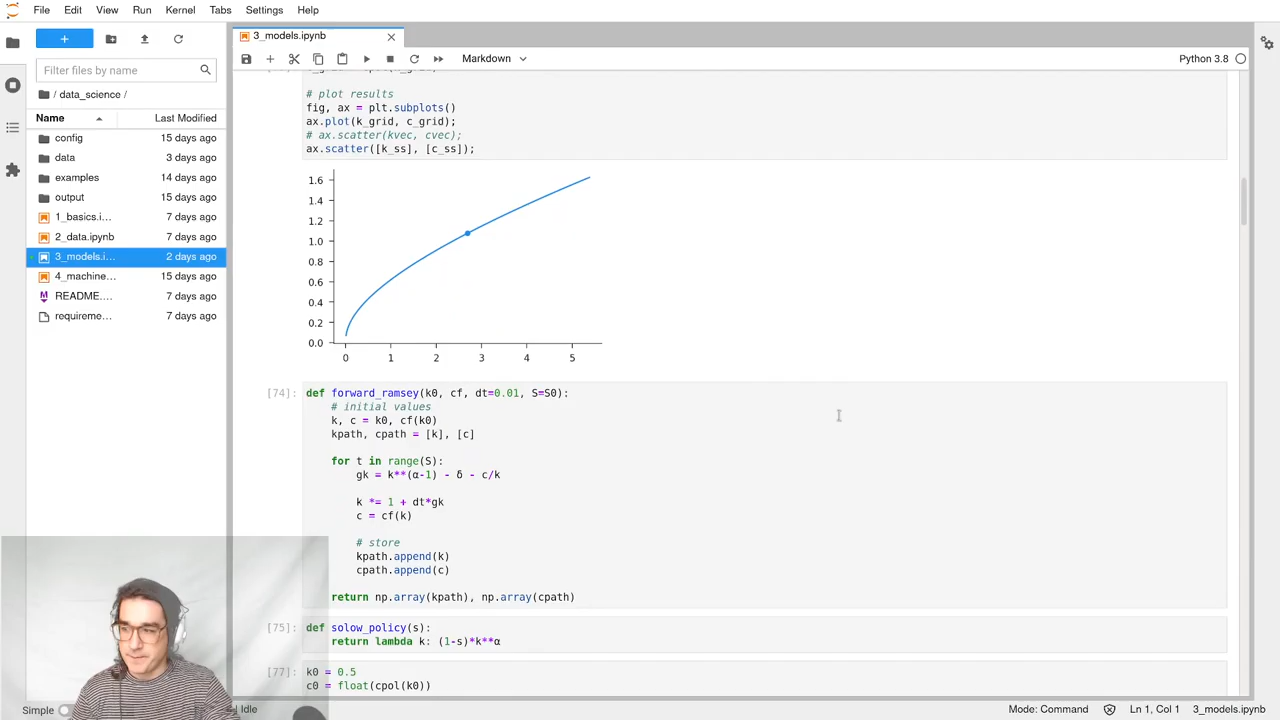 File Edit View Run Kernel Tabs Settings Help
3_models.ipynb
Markdown
Python 3.8
Filter files by name
/ data_science /
Name Last Modified
config 15 days ago
data 3 days ago
examples 14 days ago
output 15 days ago
1_basics.i… 7 days ago
2_data.ipynb 7 days ago
3_models.i… 2 days ago
4_machine… 15 days ago
README.… 7 days ago
requireme… 7 days ago
# plot results
fig, ax = plt.subplots()
ax.plot(k_grid, c_grid);
# ax.scatter(kvec, cvec);
ax.scatter([k_ss], [c_ss]);
1.6
1.4
1.2
1.0
0.8
0.6
0.4
0.2
0.0
0 1 2 3 4 5
[74]: def forward_ramsey(k0, cf, dt=0.01, S=S0):
# initial values
k, c = k0, cf(k0)
kpath, cpath = [k], [c]
for t in range(S):
gk = k**(α-1) - δ - c/k
k *= 1 + dt*gk
c = cf(k)
# store
kpath.append(k)
cpath.append(c)
return np.array(kpath), np.array(cpath)
[75]: def solow_policy(s):
return lambda k: (1-s)*k**α
[77]: k0 = 0.5
c0 = float(cpol(k0))
Simple Idle Mode: Command Ln 1, Col 1 3_models.ipynb